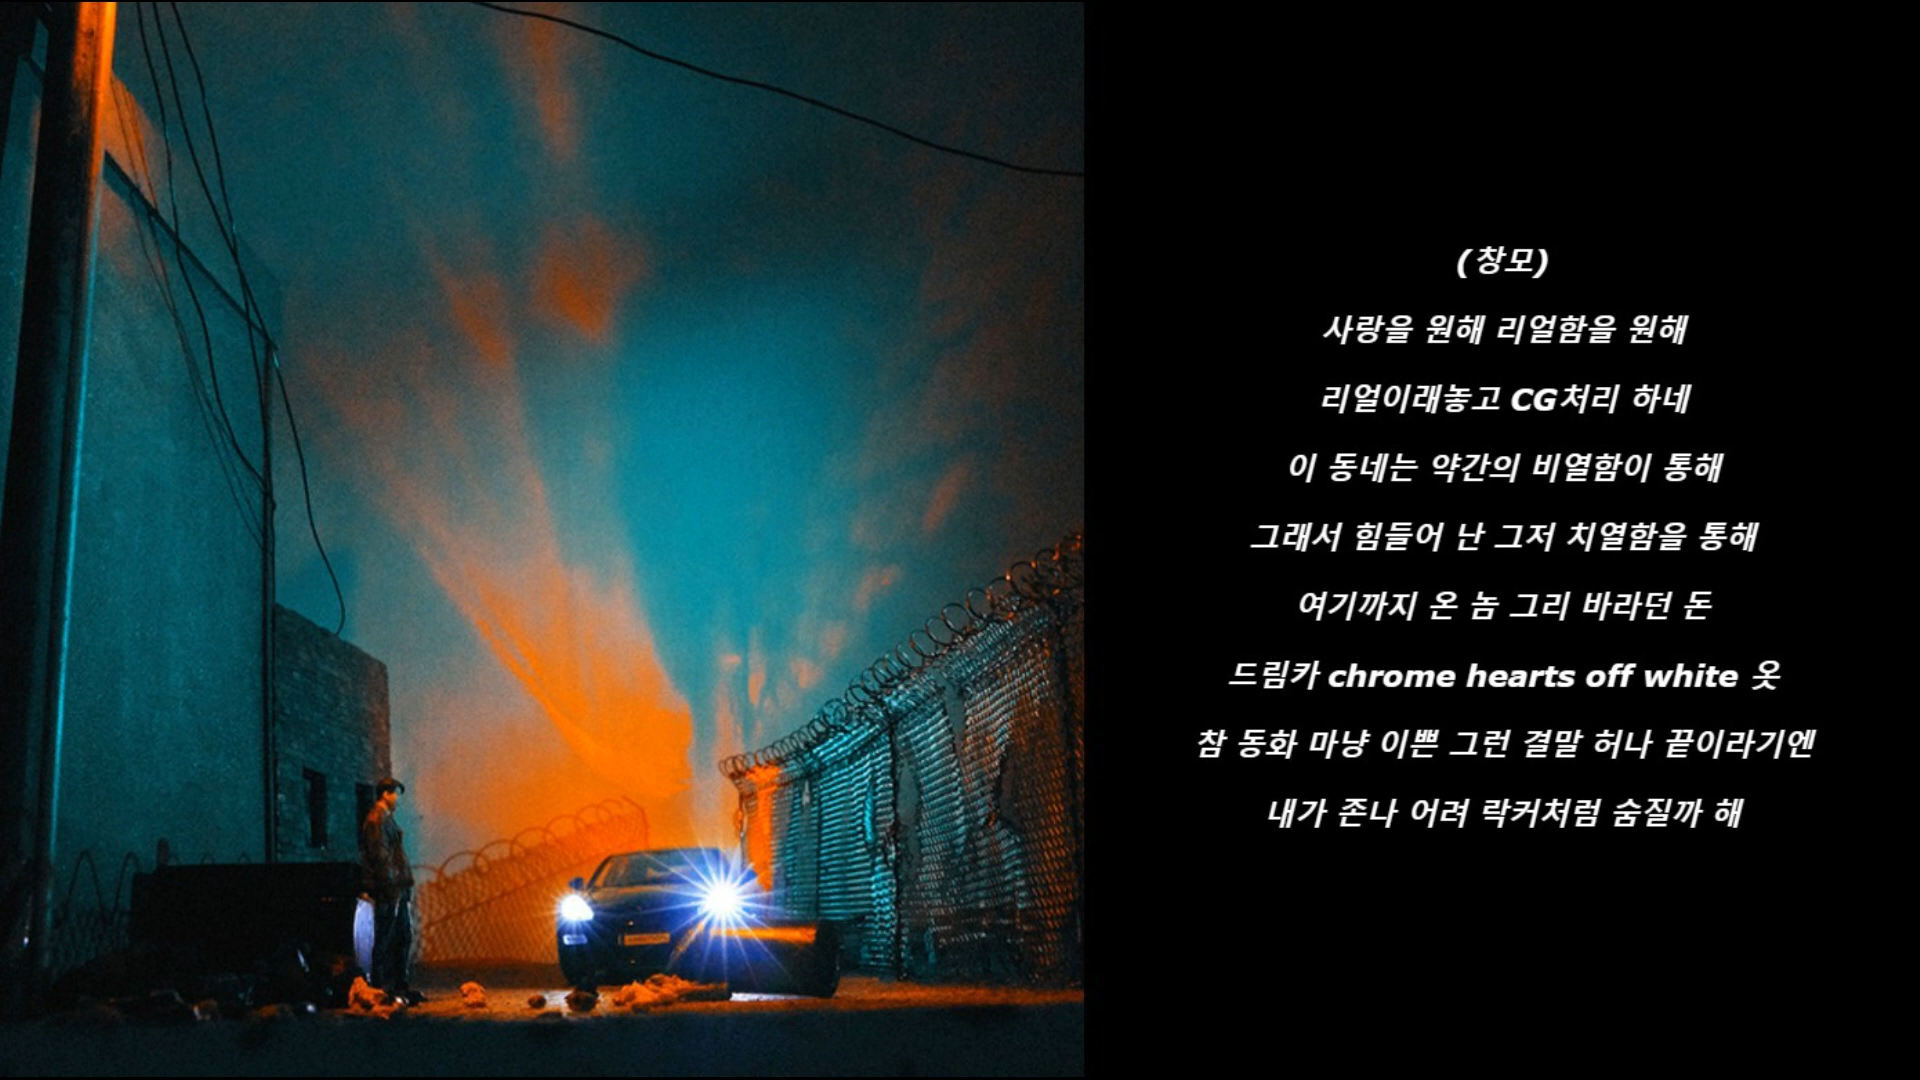 (창모)
사랑을 원해 리얼함을 원해
리얼이래놓고 CG처리 하네
이 동네는 약간의 비열함이 통해
그래서 힘들어 난 그저 치열함을 통해
여기까지 온 놈 그리 바라던 돈
드림카 chrome hearts off white 옷
참 동화 마냥 이쁜 그런 결말 허나 끝이라기엔
내가 존나 어려 락커처럼 숨질까 해